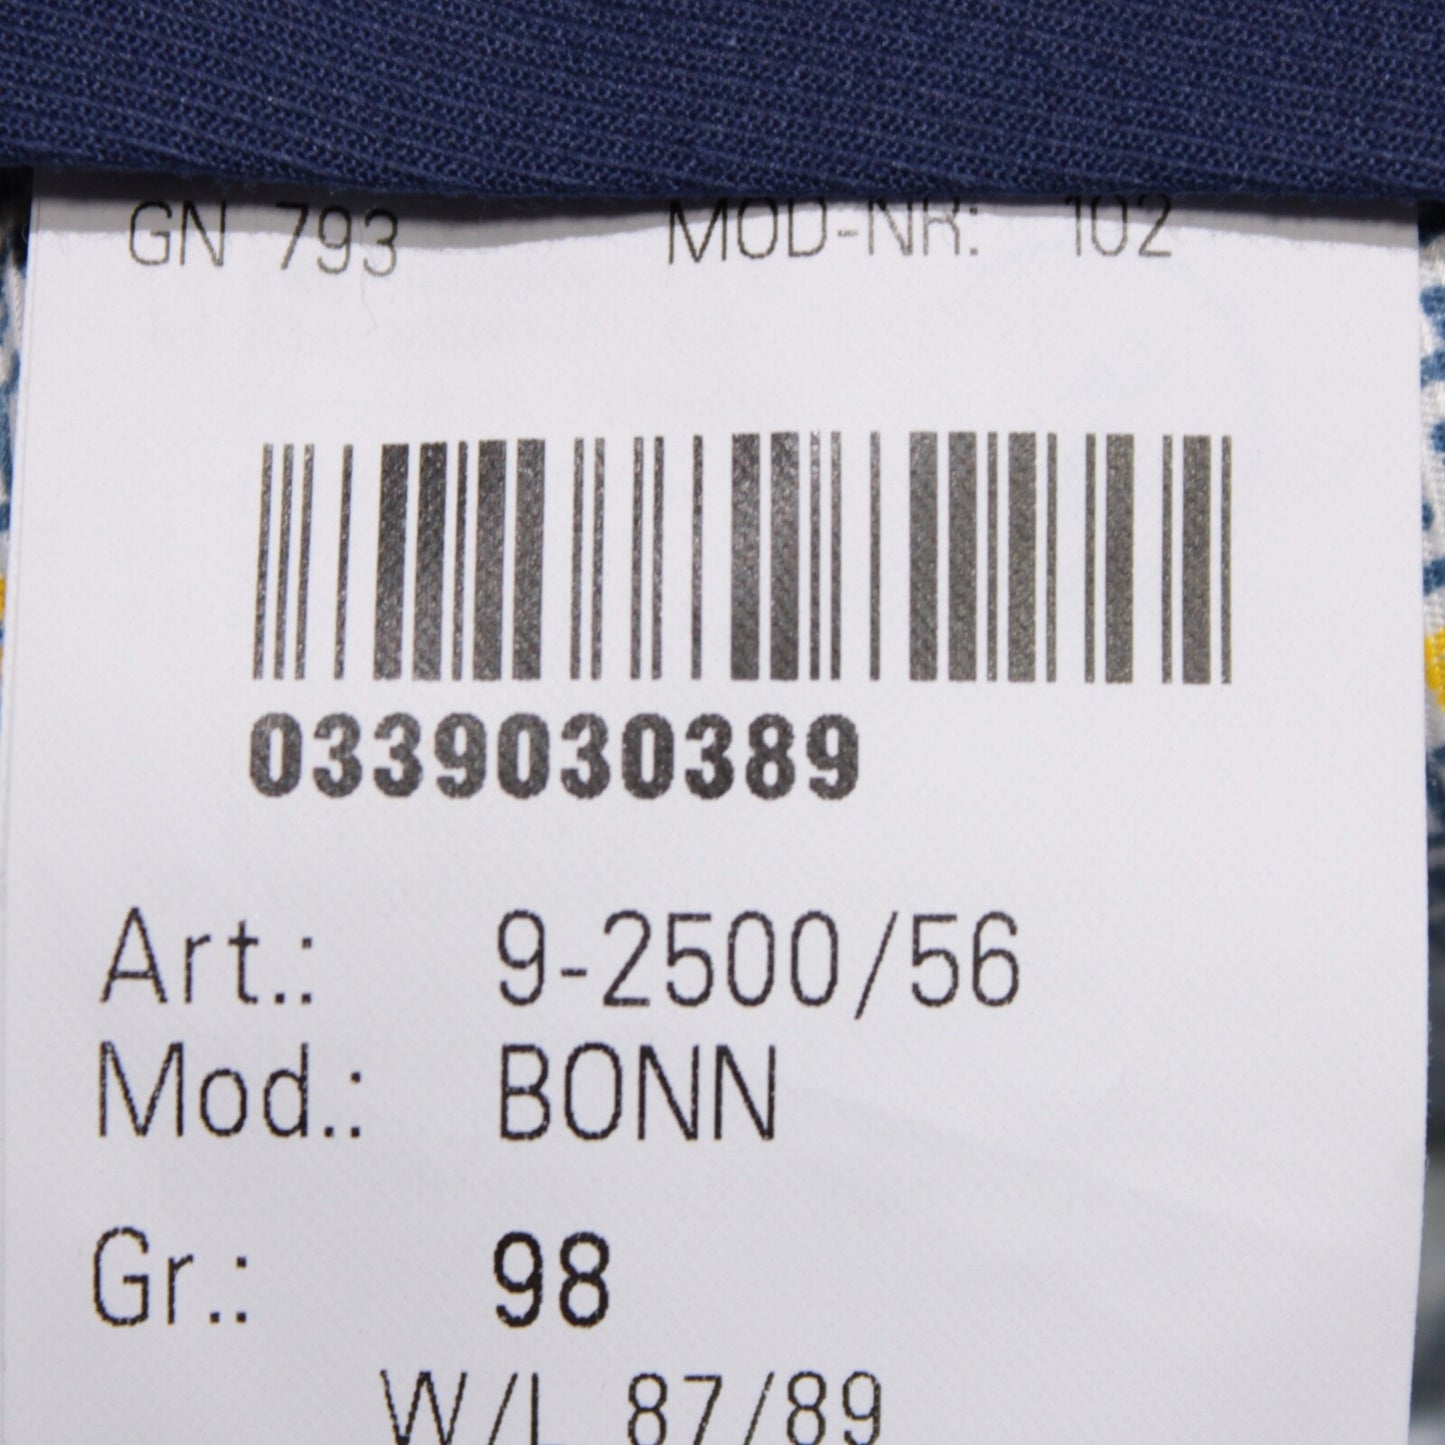 GN 793 MOD-NR: 102
0339030389
Art.: 9-2500/56
Mod.: BONN
Gr.: 98
W/L 87/89